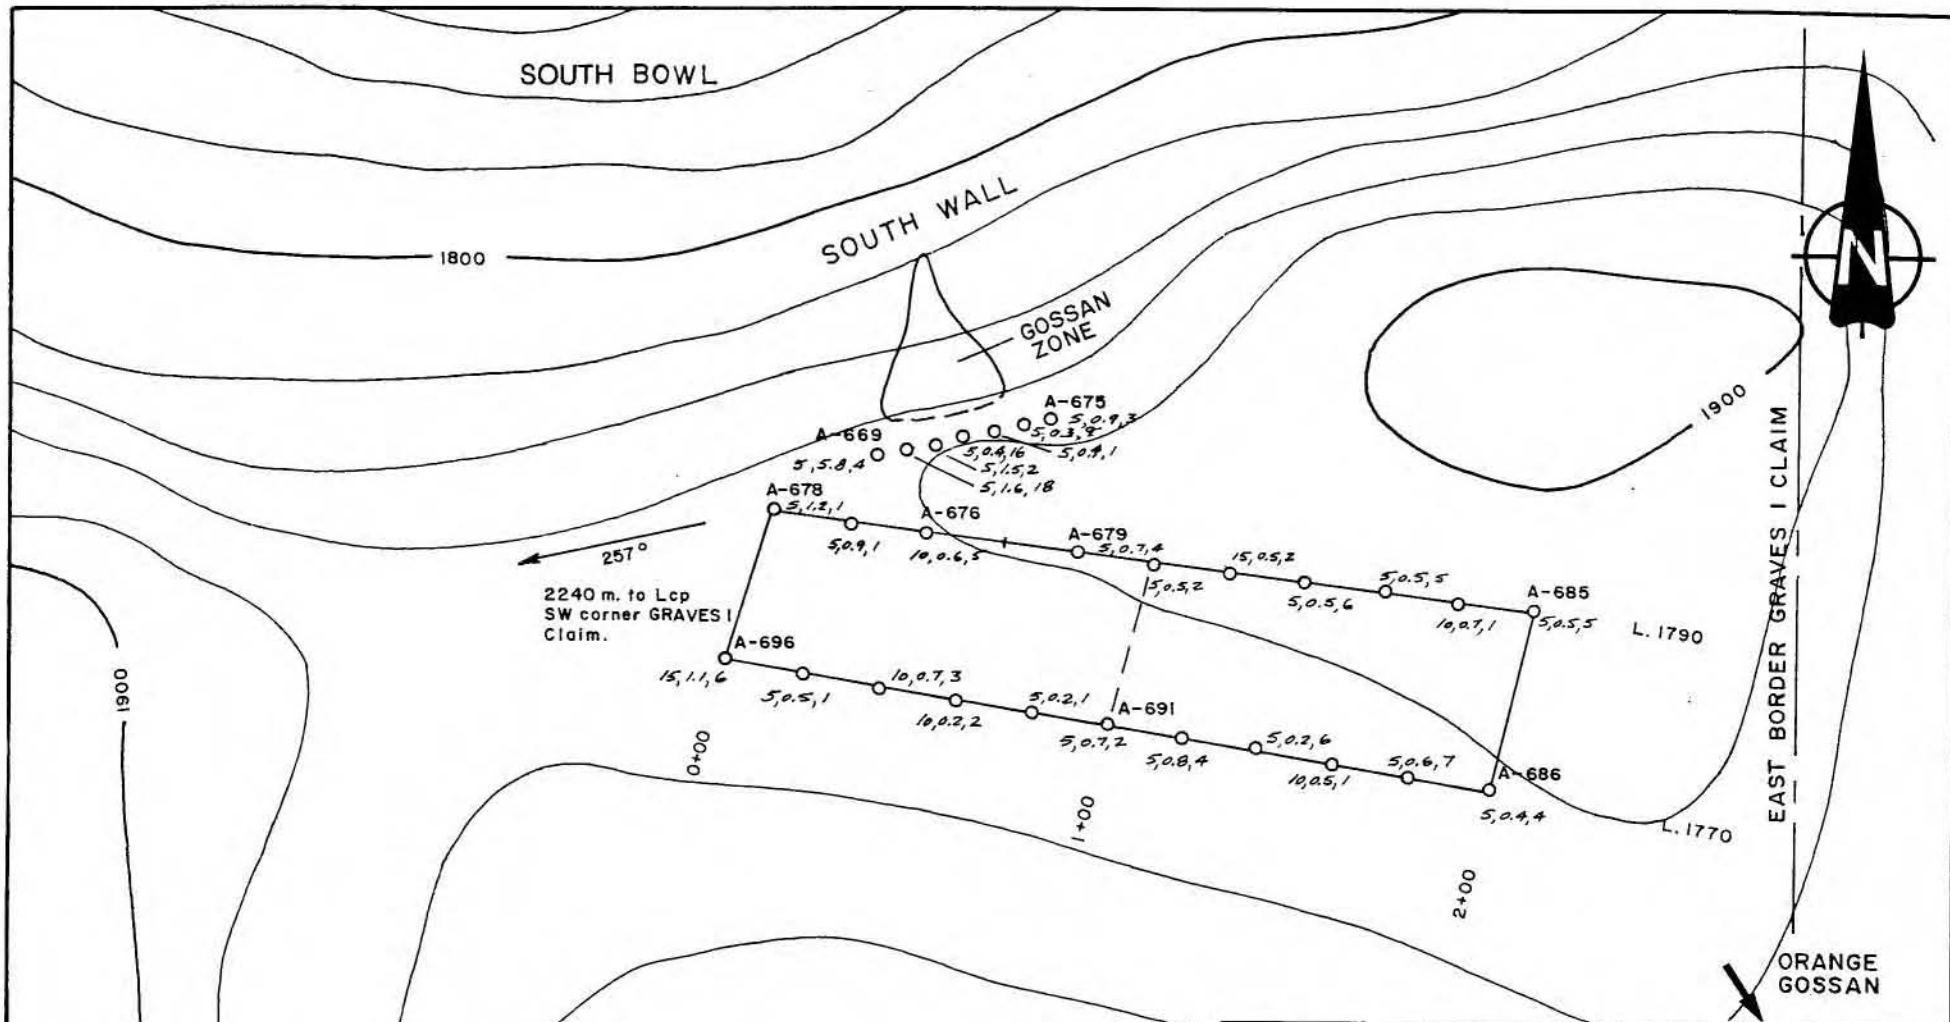 SOUTH BOWL
SOUTH WALL
1800
N
GOSSAN
ZONE
A-675
5, 0.9, 3
5, 0.3, 9
A-669
5, 0.4, 16
5, 0.9, 1
5, 5.8, 4
5, 1.5, 2
5, 1.6, 18
1900
EAST BORDER GRAVES I CLAIM
A-678
5, 1.2, 1
A-676
5, 0.9, 1
10, 0.6, 5
A-679
5, 0.7, 4
15, 0.5, 2
5, 0.5, 2
5, 0.5, 5
5, 0.5, 6
A-685
10, 0.7, 1
5, 0.5, 5
L. 1790
257°
2240 m. to Lcp
SW corner GRAVES I
Claim.
A-696
15, 1.1, 6
10, 0.7, 3
5, 0.5, 1
5, 0.2, 1
10, 0.2, 2
A-691
5, 0.7, 2
5, 0.2, 6
5, 0.8, 4
5, 0.6, 7
10, 0.5, 1
A-686
5, 0.4, 4
L. 1770
1900
0+00
1+00
2+00
ORANGE
GOSSAN